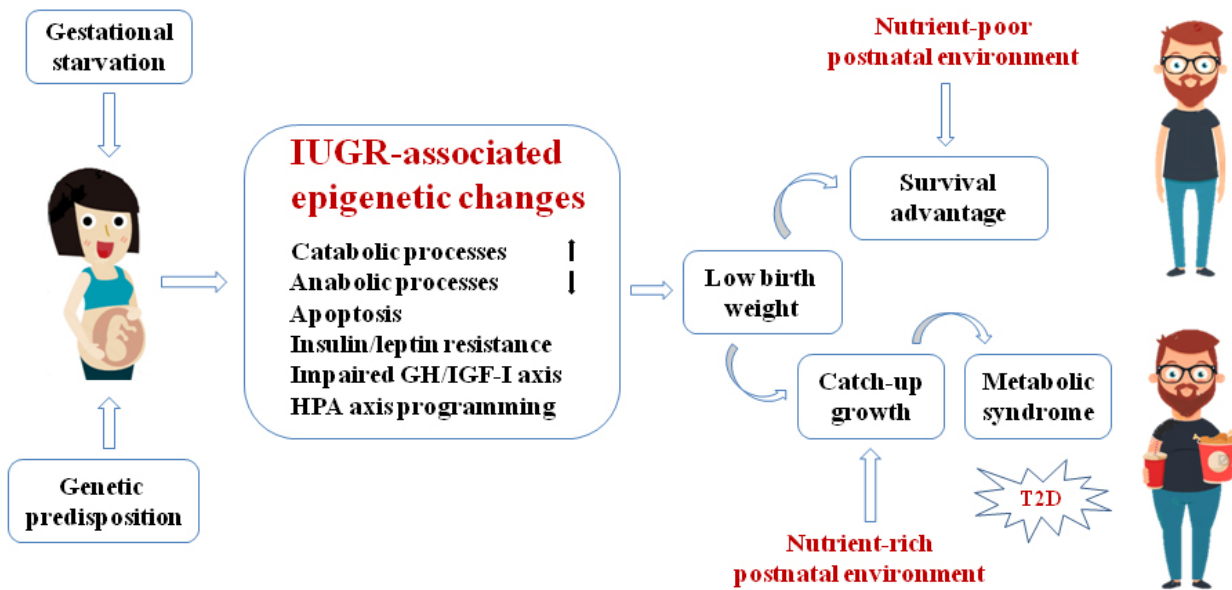 Gestational
starvation
Genetic
predisposition
IUGR-associated
epigenetic changes
Catabolic processes ⬆
Anabolic processes ⬇
Apoptosis
Insulin/leptin resistance
Impaired GH/IGF-I axis
HPA axis programming
Low birth
weight
Nutrient-poor
postnatal environment
Survival
advantage
Catch-up
growth
Metabolic
syndrome
T2D
Nutrient-rich
postnatal environment